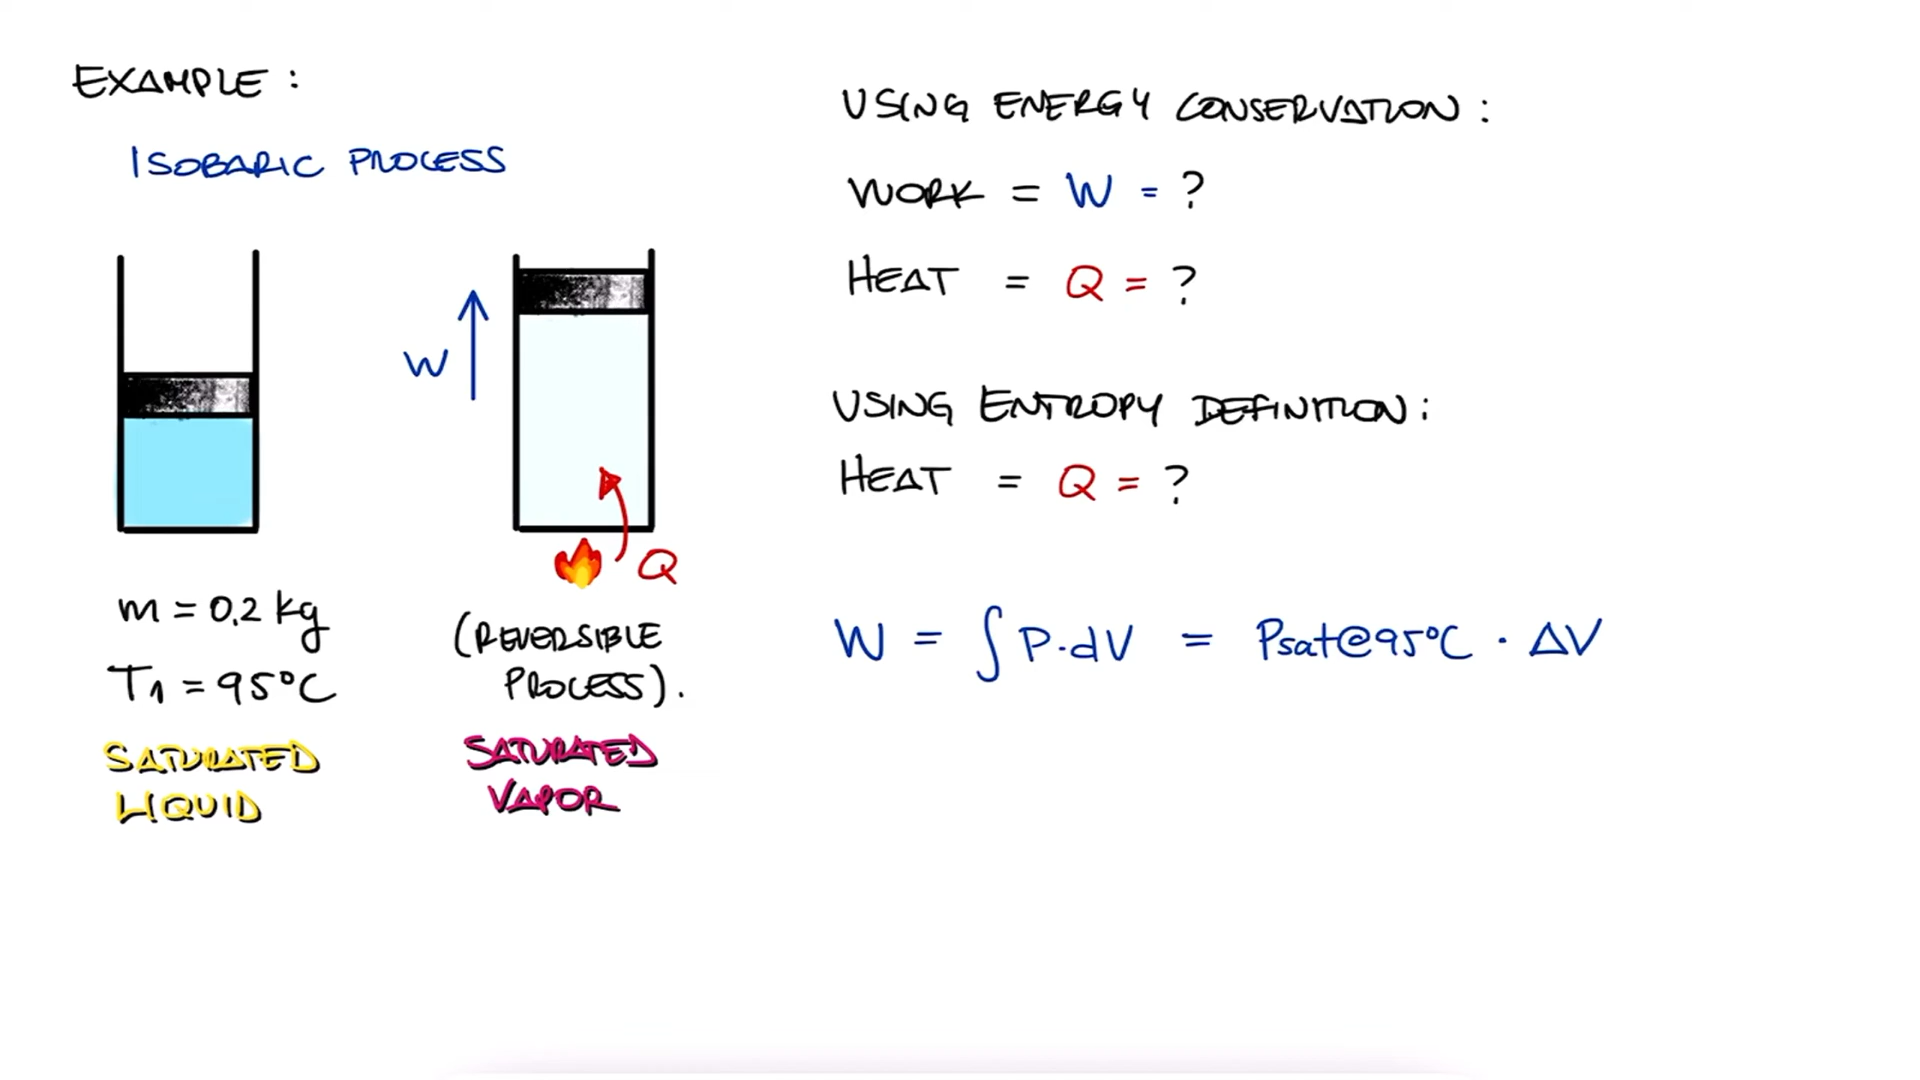 EXAMPLE :
ISOBARIC PROCESS
W
Q
m = 0.2 kg
T1 = 95°C
SATURATED
LIQUID
(REVERSIBLE
PROCESS).
SATURATED
VAPOR
USING ENERGY CONSERVATION :
WORK = W = ?
HEAT = Q = ?
USING ENTROPY DEFINITION :
HEAT = Q = ?
W = ∫ P·dV = Psat@95°C · ΔV